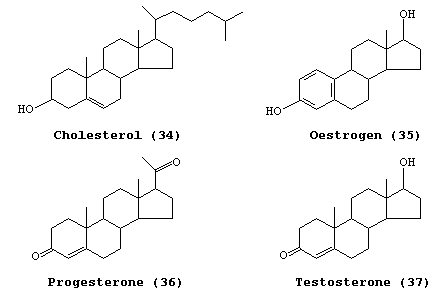 OH
HO
HO
Cholesterol (34)
Oestrogen (35)
O
OH
O
O
Progesterone (36)
Testosterone (37)